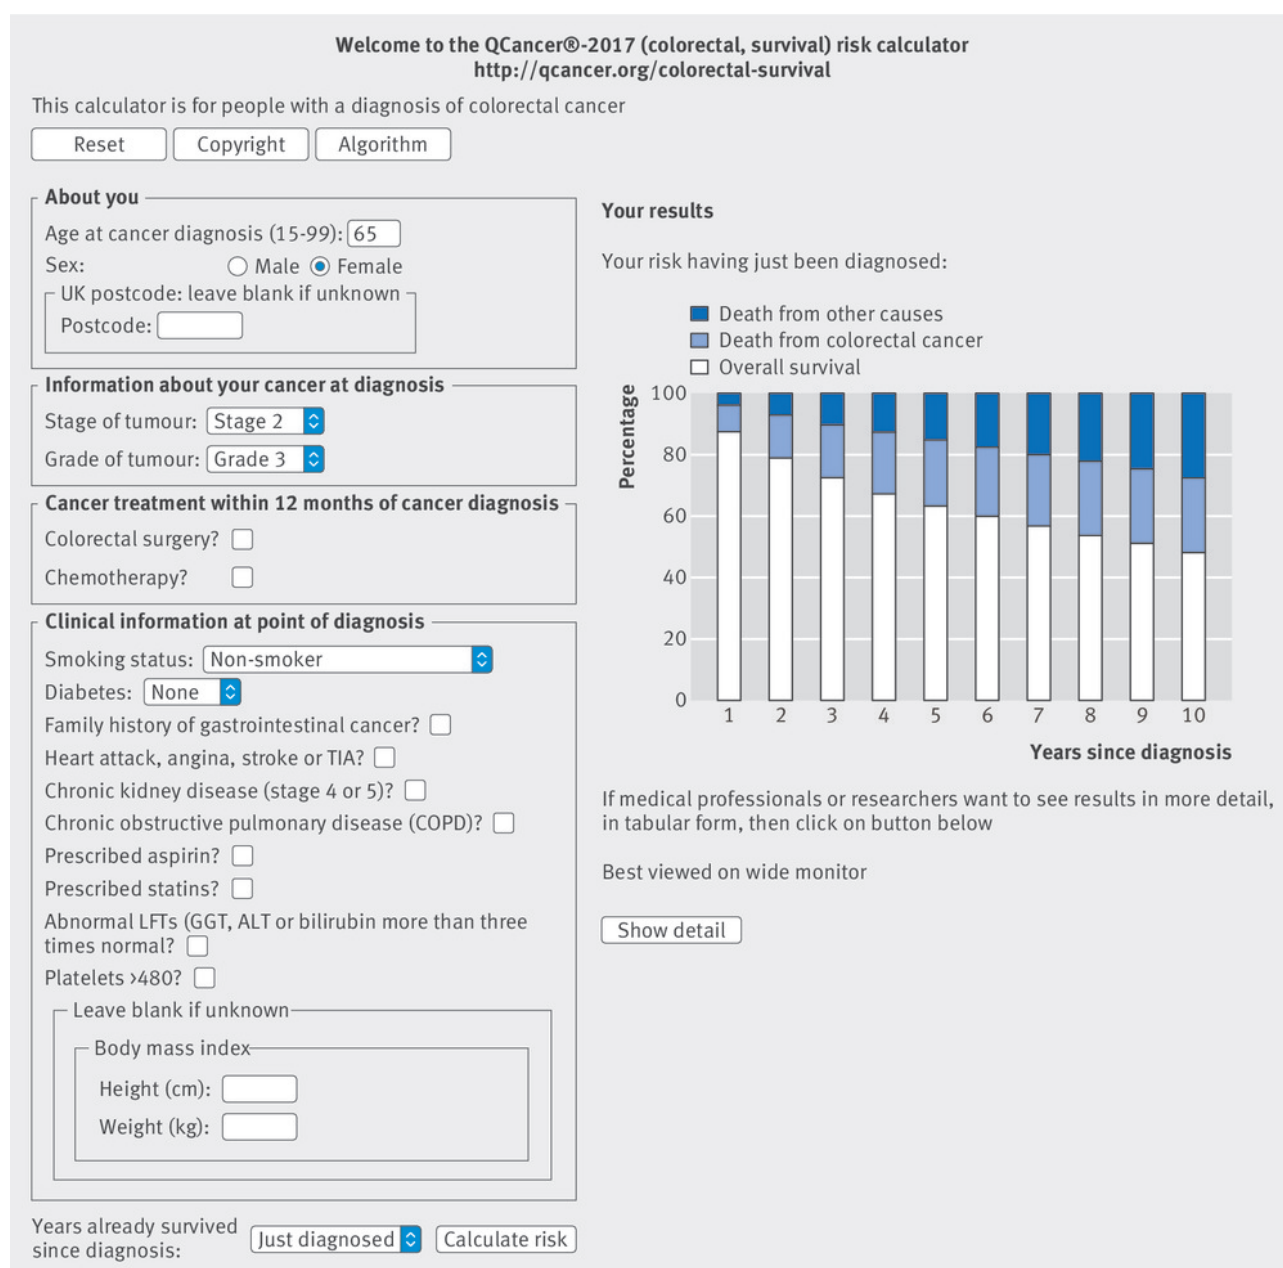 Welcome to the QCancer®-2017 (colorectal, survival) risk calculator
http://qcancer.org/colorectal-survival
This calculator is for people with a diagnosis of colorectal cancer
Reset Copyright Algorithm
About you
Age at cancer diagnosis (15-99): 65
Sex: Male Female
UK postcode: leave blank if unknown
Postcode:
Information about your cancer at diagnosis
Stage of tumour: Stage 2
Grade of tumour: Grade 3
Cancer treatment within 12 months of cancer diagnosis
Colorectal surgery?
Chemotherapy?
Clinical information at point of diagnosis
Smoking status: Non-smoker
Diabetes: None
Family history of gastrointestinal cancer?
Heart attack, angina, stroke or TIA?
Chronic kidney disease (stage 4 or 5)?
Chronic obstructive pulmonary disease (COPD)?
Prescribed aspirin?
Prescribed statins?
Abnormal LFTs (GGT, ALT or bilirubin more than three
times normal?
Platelets >480?
Leave blank if unknown
Body mass index
Height (cm):
Weight (kg):
Years already survived
since diagnosis: Just diagnosed Calculate risk
Your results
Your risk having just been diagnosed:
Death from other causes
Death from colorectal cancer
Overall survival
Percentage
100
80
60
40
20
0
1 2 3 4 5 6 7 8 9 10
Years since diagnosis
If medical professionals or researchers want to see results in more detail,
in tabular form, then click on button below
Best viewed on wide monitor
Show detail